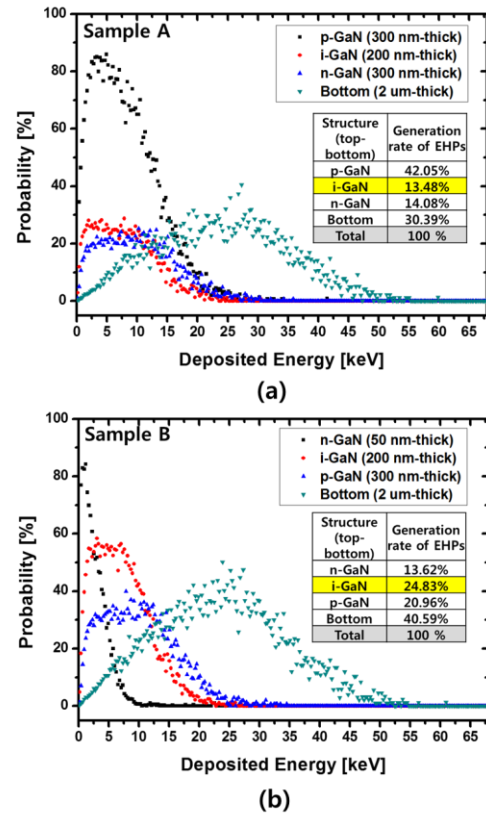 Sample A
p-GaN (300 nm-thick)
i-GaN (200 nm-thick)
n-GaN (300 nm-thick)
Bottom (2 um-thick)
Structure (top-bottom) Generation rate of EHPs
p-GaN 42.05%
i-GaN 13.48%
n-GaN 14.08%
Bottom 30.39%
Total 100 %
Probability [%]
100
80
60
40
20
0
0 5 10 15 20 25 30 35 40 45 50 55 60 65
Deposited Energy [keV]
(a)
Sample B
n-GaN (50 nm-thick)
i-GaN (200 nm-thick)
p-GaN (300 nm-thick)
Bottom (2 um-thick)
Structure (top-bottom) Generation rate of EHPs
n-GaN 13.62%
i-GaN 24.83%
p-GaN 20.96%
Bottom 40.59%
Total 100 %
Probability [%]
100
80
60
40
20
0
0 5 10 15 20 25 30 35 40 45 50 55 60 65
Deposited Energy [keV]
(b)